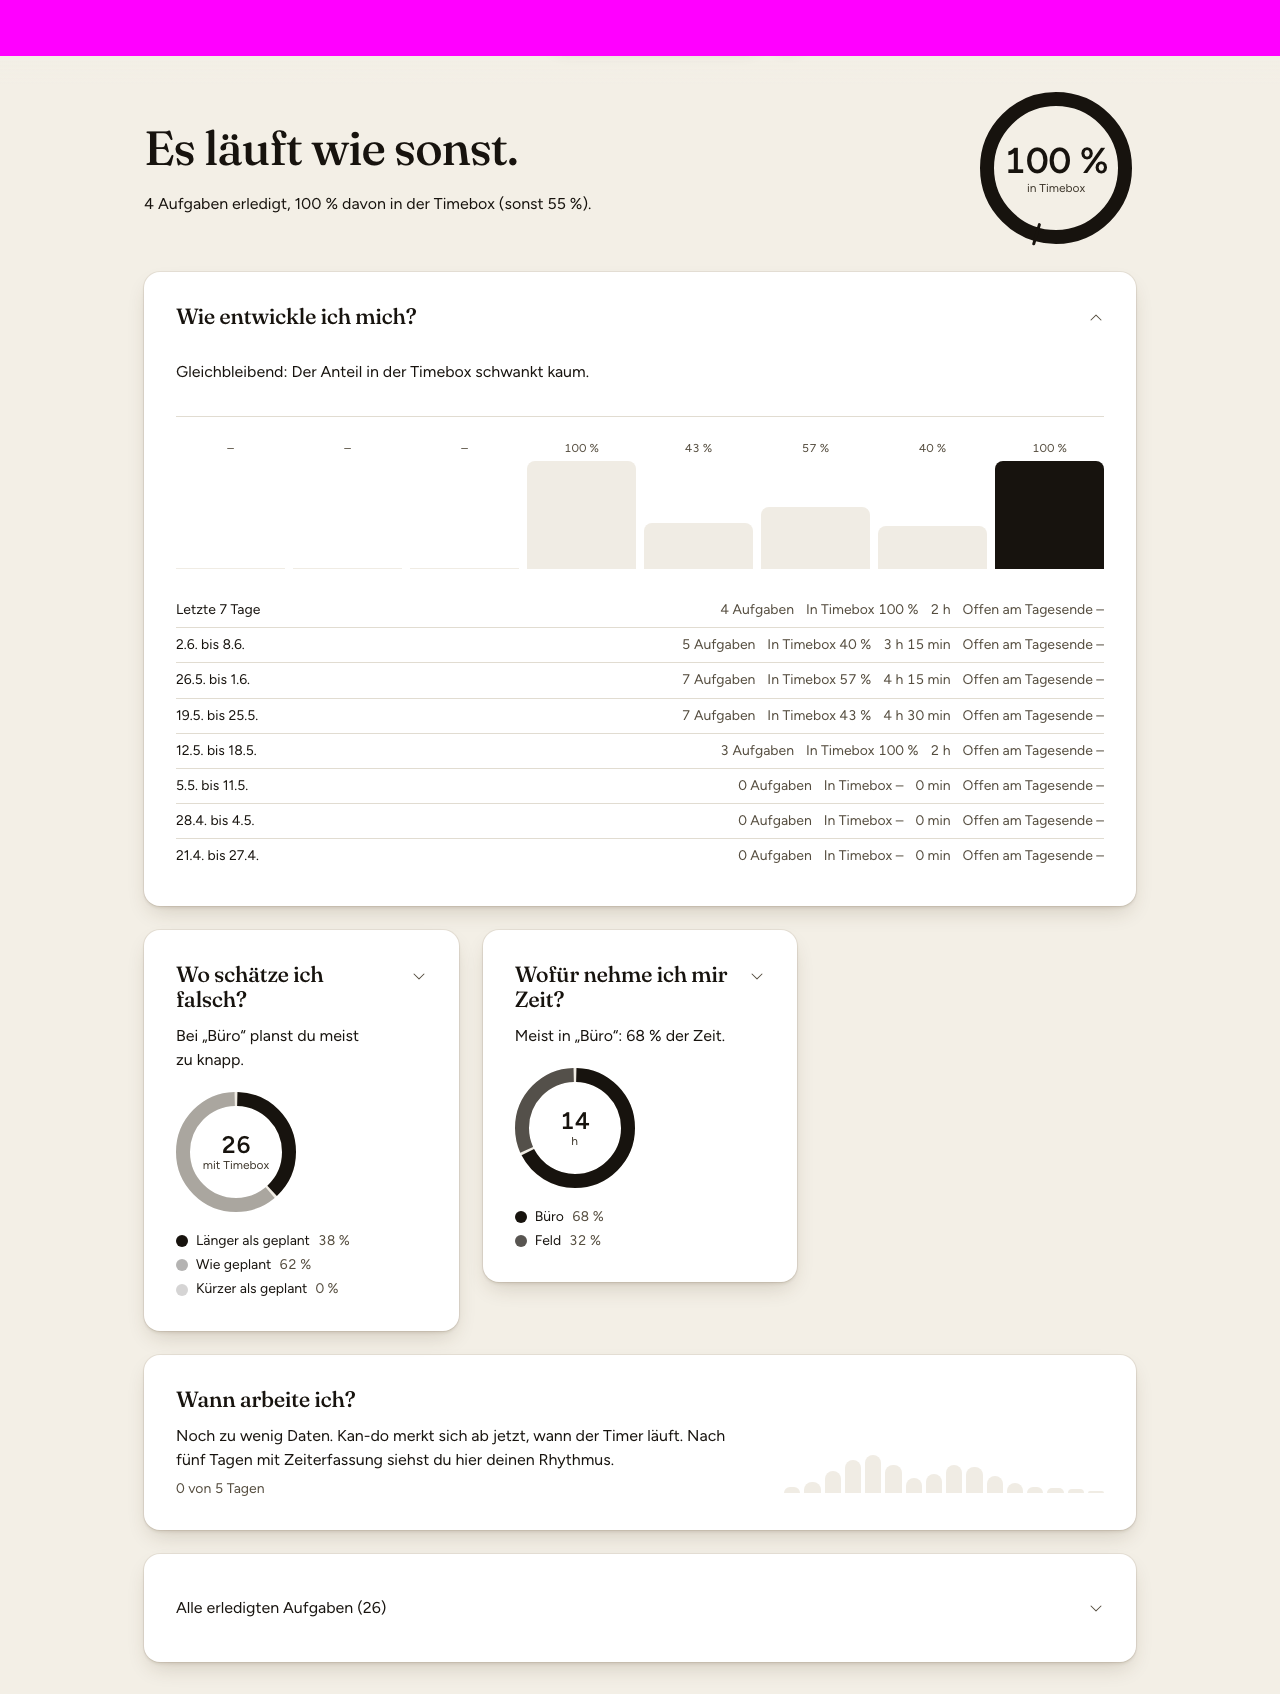 Es läuft wie sonst.
4 Aufgaben erledigt, 100 % davon in der Timebox (sonst 55 %).
100 %
in Timebox
Wie entwickle ich mich?
Gleichbleibend: Der Anteil in der Timebox schwankt kaum.
– – – 100 % 43 % 57 % 40 % 100 %
Letzte 7 Tage 4 Aufgaben In Timebox 100 % 2 h Offen am Tagesende –
2.6. bis 8.6. 5 Aufgaben In Timebox 40 % 3 h 15 min Offen am Tagesende –
26.5. bis 1.6. 7 Aufgaben In Timebox 57 % 4 h 15 min Offen am Tagesende –
19.5. bis 25.5. 7 Aufgaben In Timebox 43 % 4 h 30 min Offen am Tagesende –
12.5. bis 18.5. 3 Aufgaben In Timebox 100 % 2 h Offen am Tagesende –
5.5. bis 11.5. 0 Aufgaben In Timebox – 0 min Offen am Tagesende –
28.4. bis 4.5. 0 Aufgaben In Timebox – 0 min Offen am Tagesende –
21.4. bis 27.4. 0 Aufgaben In Timebox – 0 min Offen am Tagesende –
Wo schätze ich
falsch?
Bei „Büro“ planst du meist
zu knapp.
26
mit Timebox
Länger als geplant 38 %
Wie geplant 62 %
Kürzer als geplant 0 %
Wofür nehme ich mir
Zeit?
Meist in „Büro“: 68 % der Zeit.
14
h
Büro 68 %
Feld 32 %
Wann arbeite ich?
Noch zu wenig Daten. Kan-do merkt sich ab jetzt, wann der Timer läuft. Nach
fünf Tagen mit Zeiterfassung siehst du hier deinen Rhythmus.
0 von 5 Tagen
Alle erledigten Aufgaben (26)